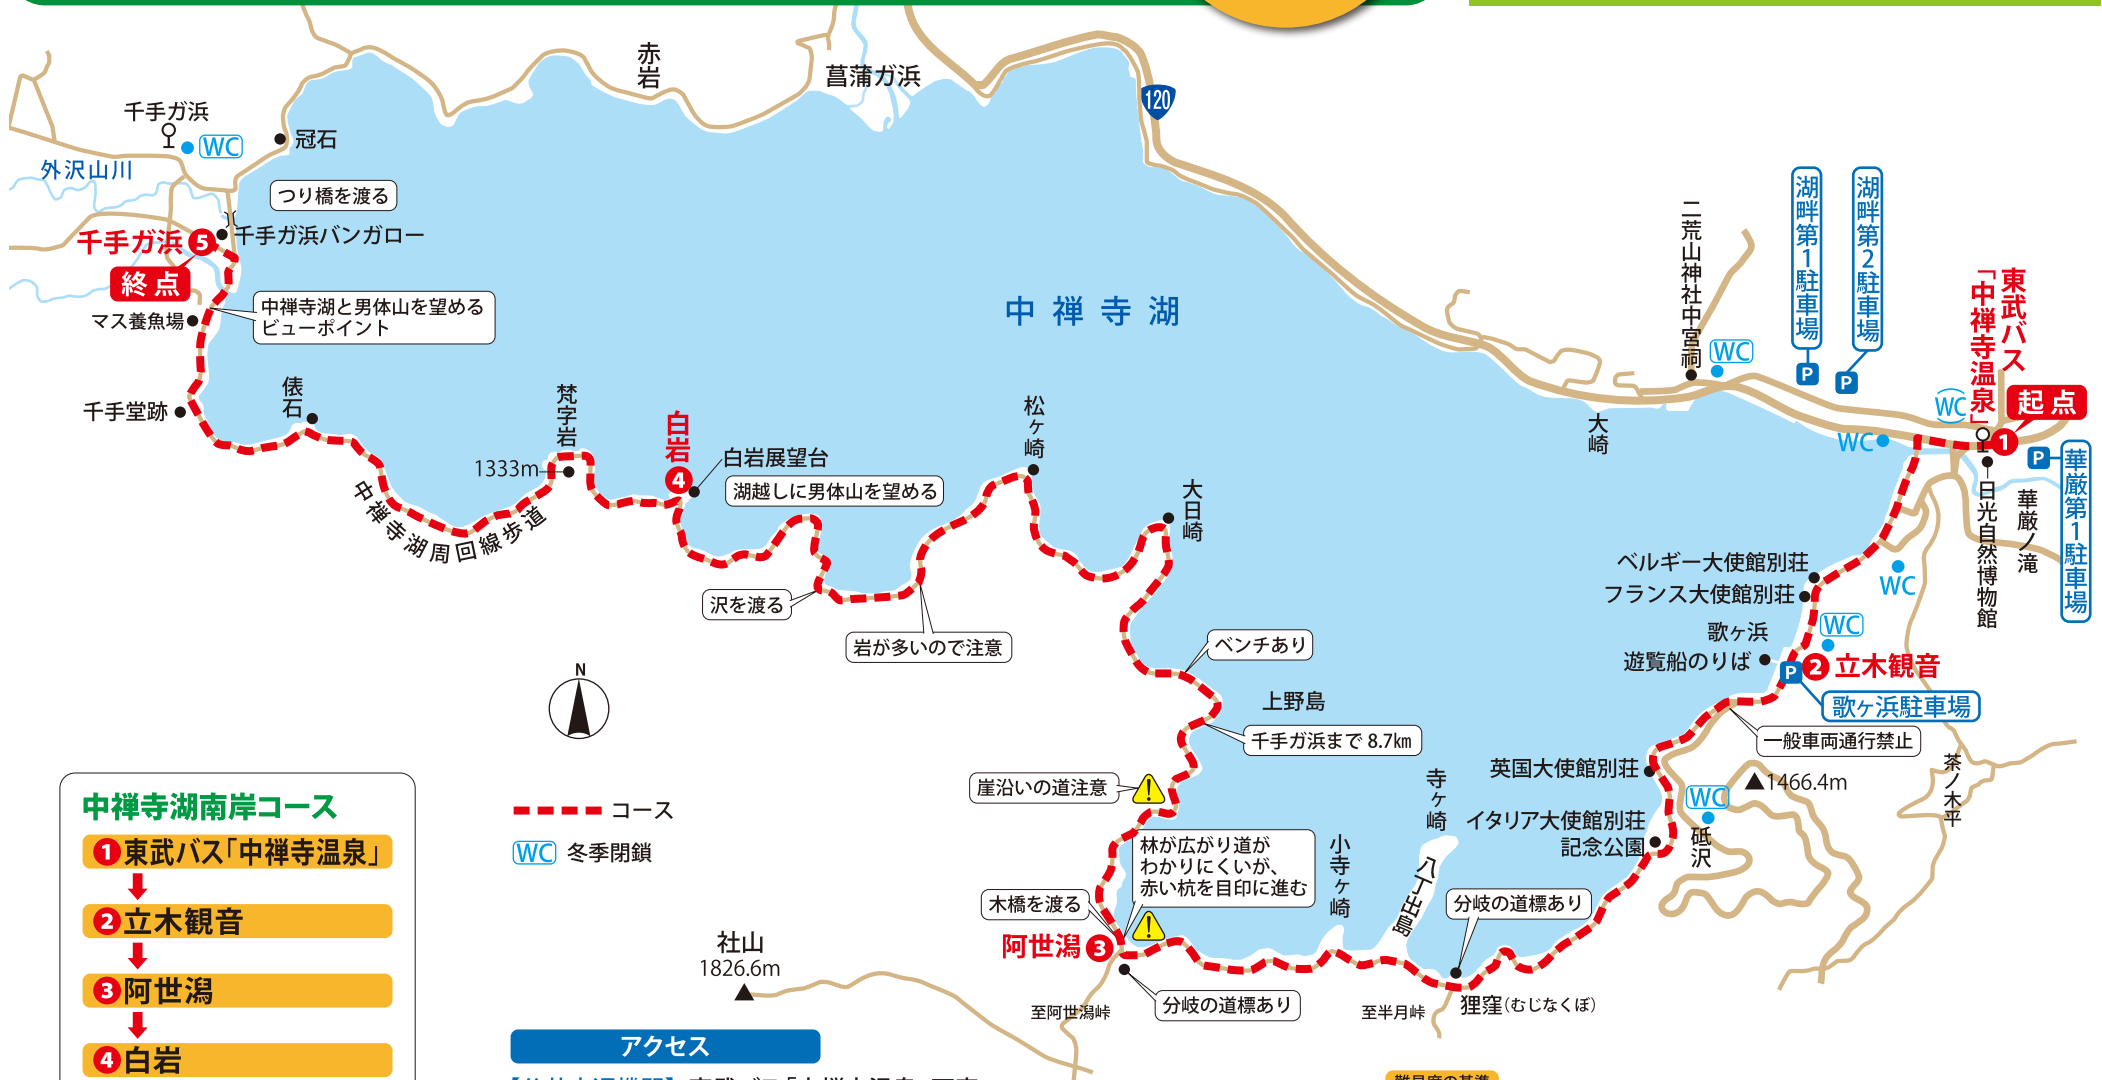 赤岩
菖蒲ガ浜
120
千手ガ浜
WC
冠石
外沢山川
つり橋を渡る
千手ガ浜バンガロー
千手ガ浜 5
終点
中禅寺湖と男体山を望める
ビューポイント
マス養魚場
千手堂跡
俵石
中禅寺湖周回線歩道
梵字岩
1333m
白岩
4
白岩展望台
湖越しに男体山を望める
松ヶ崎
大日崎
沢を渡る
岩が多いので注意
中禅寺湖
二荒山神社中宮祠
WC
湖畔第1駐車場
P
湖畔第2駐車場
P
東武バス
「中禅寺温泉」
起点
1
WC
WC
大崎
P
華厳第1駐車場
華厳ノ滝
日光自然博物館
WC
ベルギー大使館別荘
フランス大使館別荘
WC
歌ヶ浜
遊覧船のりば
P
2 立木観音
歌ヶ浜駐車場
一般車両通行禁止
茶ノ木平
1466.4m
英国大使館別荘
WC
砥沢
イタリア大使館別荘
記念公園
ベンチあり
上野島
千手ガ浜まで 8.7km
崖沿いの道注意
!
林が広がり道が
わかりにくいが、
赤い杭を目印に進む
!
木橋を渡る
阿世潟 3
小寺ヶ崎
寺ヶ崎
八丁出島
分岐の道標あり
分岐の道標あり
至阿世潟峠
至半月峠
狸窪(むじなくぼ)
社山
1826.6m
N
コース
WC 冬季閉鎖
中禅寺湖南岸コース
1 東武バス「中禅寺温泉」
2 立木観音
3 阿世潟
4 白岩
アクセス